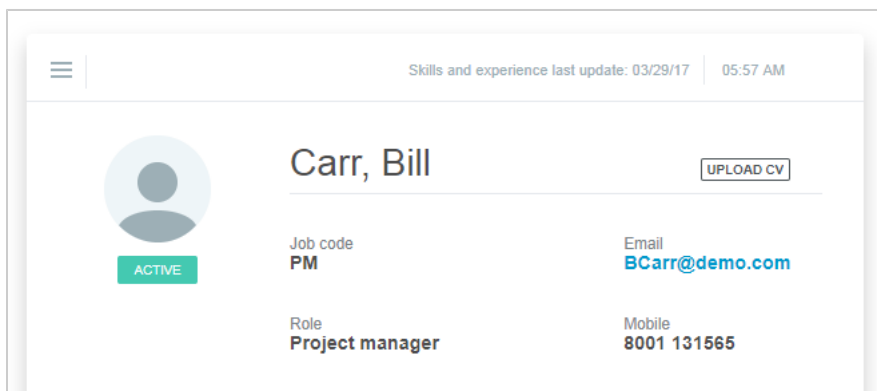 Skills and experience last update: 03/29/17 05:57 AM
Carr, Bill
UPLOAD CV
ACTIVE
Job code
PM
Email
BCarr@demo.com
Role
Project manager
Mobile
8001 131565